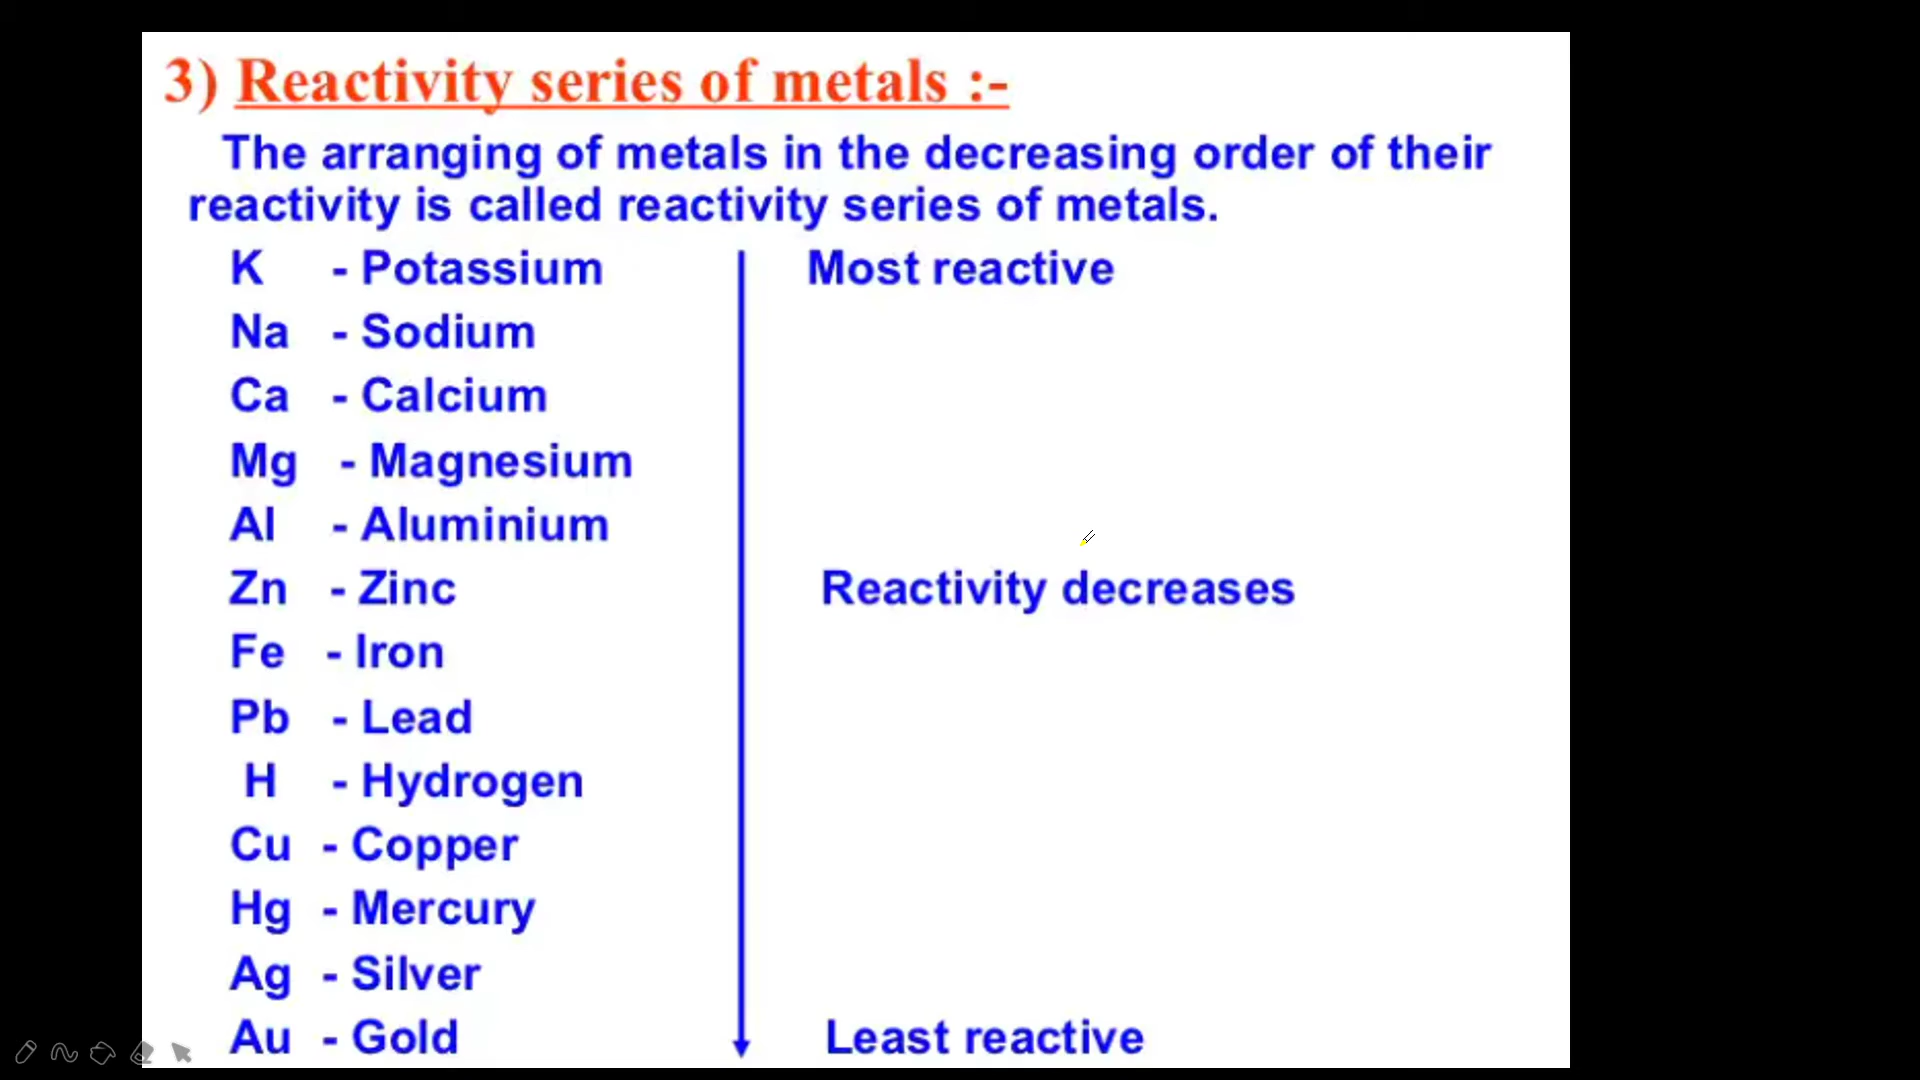 3) Reactivity series of metals :-
The arranging of metals in the decreasing order of their
reactivity is called reactivity series of metals.
K - Potassium Most reactive
Na - Sodium
Ca - Calcium
Mg - Magnesium
Al - Aluminium
Zn - Zinc Reactivity decreases
Fe - Iron
Pb - Lead
H - Hydrogen
Cu - Copper
Hg - Mercury
Ag - Silver
Au - Gold Least reactive